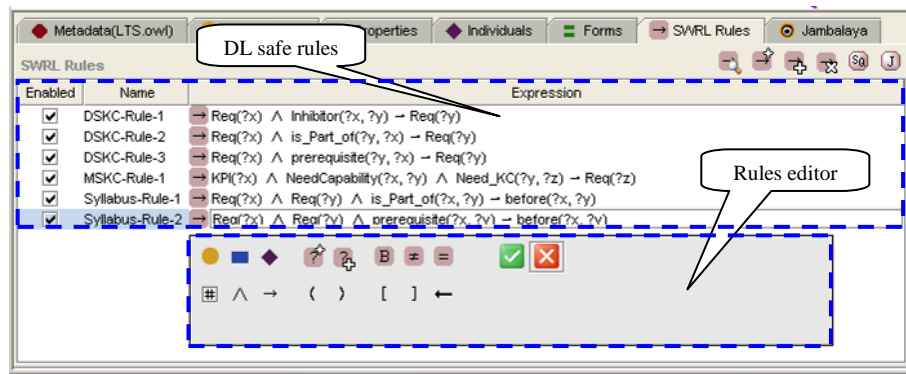 Metadata(LTS.owl) operties Individuals Forms SWRL Rules Jambalaya
DL safe rules
SWRL Rules
Enabled Name Expression
DSKC-Rule-1 → Req(?x) ∧ Inhibitor(?x, ?y) → Req(?y)
DSKC-Rule-2 → Req(?x) ∧ is_Part_of(?y, ?x) → Req(?y)
DSKC-Rule-3 → Req(?x) ∧ prerequisite(?y, ?x) → Req(?y)
MSKC-Rule-1 → KPI(?x) ∧ NeedCapability(?x, ?y) ∧ Need_KC(?y, ?z) → Req(?z)
Syllabus-Rule-1 → Req(?x) ∧ Req(?y) ∧ is_Part_of(?x, ?y) → before(?x, ?y)
Syllabus-Rule-2 → Req(?x) ∧ Req(?y) ∧ prerequisite(?x, ?y) → before(?x, ?y)
Rules editor
? ? B ≠ =
# ∧ → ( ) [ ] ←